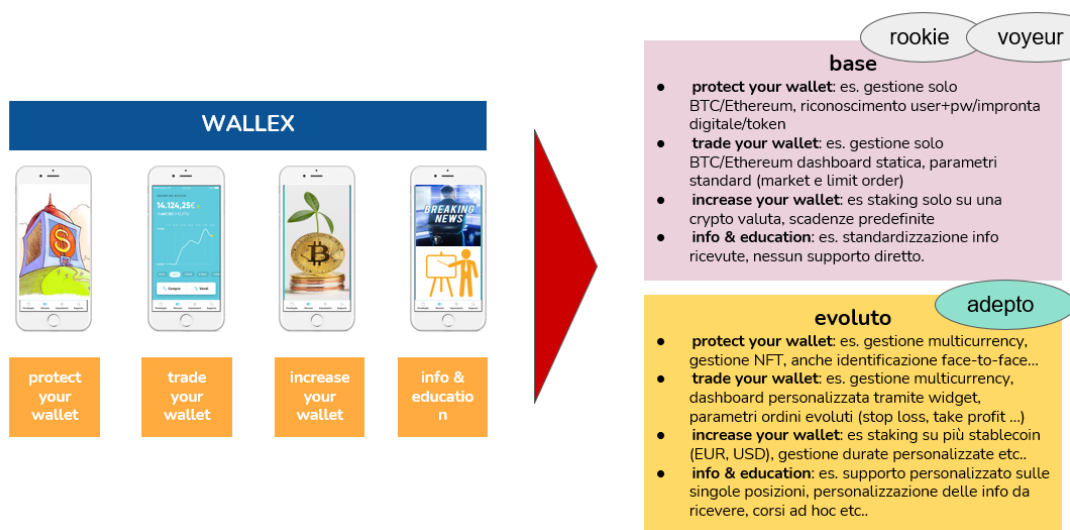 WALLEX
14.124,25€
Compra
Vendi
BREAKING
NEWS
protect
your
wallet
trade
your
wallet
increase
your
wallet
info &
educatio
n
rookie
voyeur
base
● protect your wallet: es. gestione solo
BTC/Ethereum, riconoscimento user+pw/impronta
digitale/token
● trade your wallet: es. gestione solo
BTC/Ethereum dashboard statica, parametri
standard (market e limit order)
● increase your wallet: es staking solo su una
crypto valuta, scadenze predefinite
● info & education: es. standardizzazione info
ricevute, nessun supporto diretto.
adepto
evoluto
● protect your wallet: es. gestione multicurrency,
gestione NFT, anche identificazione face-to-face...
● trade your wallet: es. gestione multicurrency,
dashboard personalizzata tramite widget,
parametri ordini evoluti (stop loss, take profit ...)
● increase your wallet: es staking su più stablecoin
(EUR, USD), gestione durate personalizzate etc..
● info & education: es. supporto personalizzato sulle
singole posizioni, personalizzazione delle info da
ricevere, corsi ad hoc etc..